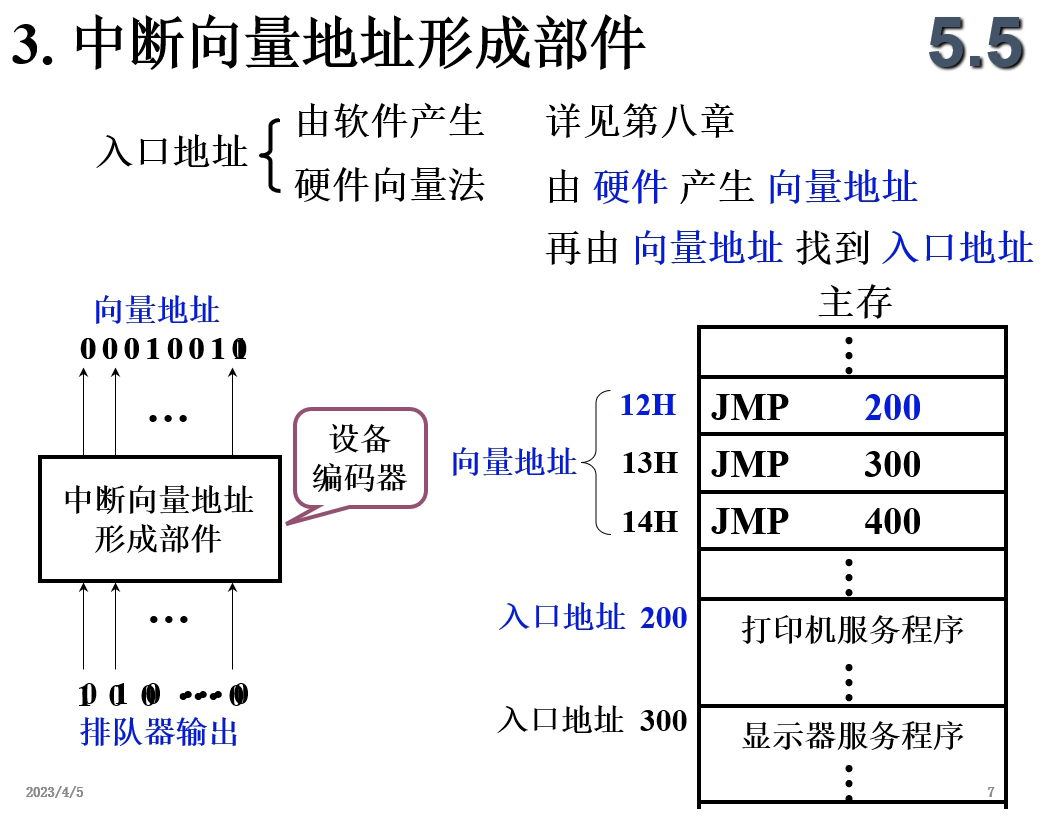 3. 中断向量地址形成部件
5.5
入口地址
由软件产生 详见第八章
硬件向量法 由 硬件 产生 向量地址
再由 向量地址 找到 入口地址
向量地址
主存
12H JMP 200
向量地址
13H JMP 300
14H JMP 400
设备
编码器
中断向量地址
形成部件
入口地址 200
打印机服务程序
入口地址 300
显示器服务程序
排队器输出
2023/4/5
7